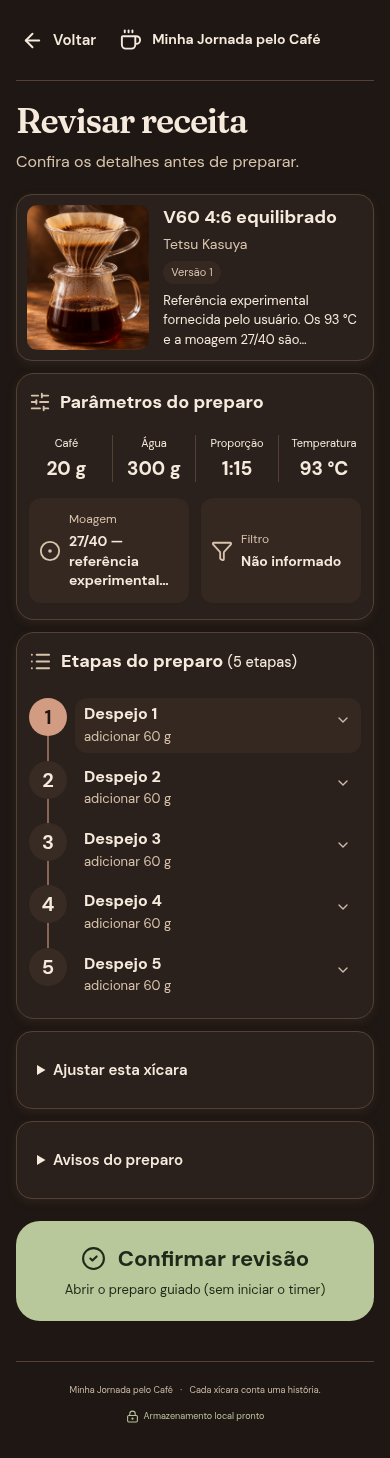 Voltar
Minha Jornada pelo Café
Revisar receita
Confira os detalhes antes de preparar.
V60 4:6 equilibrado
Tetsu Kasuya
Versão 1
Referência experimental
fornecida pelo usuário. Os 93 °C
e a moagem 27/40 são…
Parâmetros do preparo
Café
20 g
Água
300 g
Proporção
1:15
Temperatura
93 °C
Moagem
27/40 —
referência
experimental…
Filtro
Não informado
Etapas do preparo (5 etapas)
1
Despejo 1
adicionar 60 g
2
Despejo 2
adicionar 60 g
3
Despejo 3
adicionar 60 g
4
Despejo 4
adicionar 60 g
5
Despejo 5
adicionar 60 g
Ajustar esta xícara
Avisos do preparo
Confirmar revisão
Abrir o preparo guiado (sem iniciar o timer)
Minha Jornada pelo Café · Cada xícara conta uma história.
Armazenamento local pronto